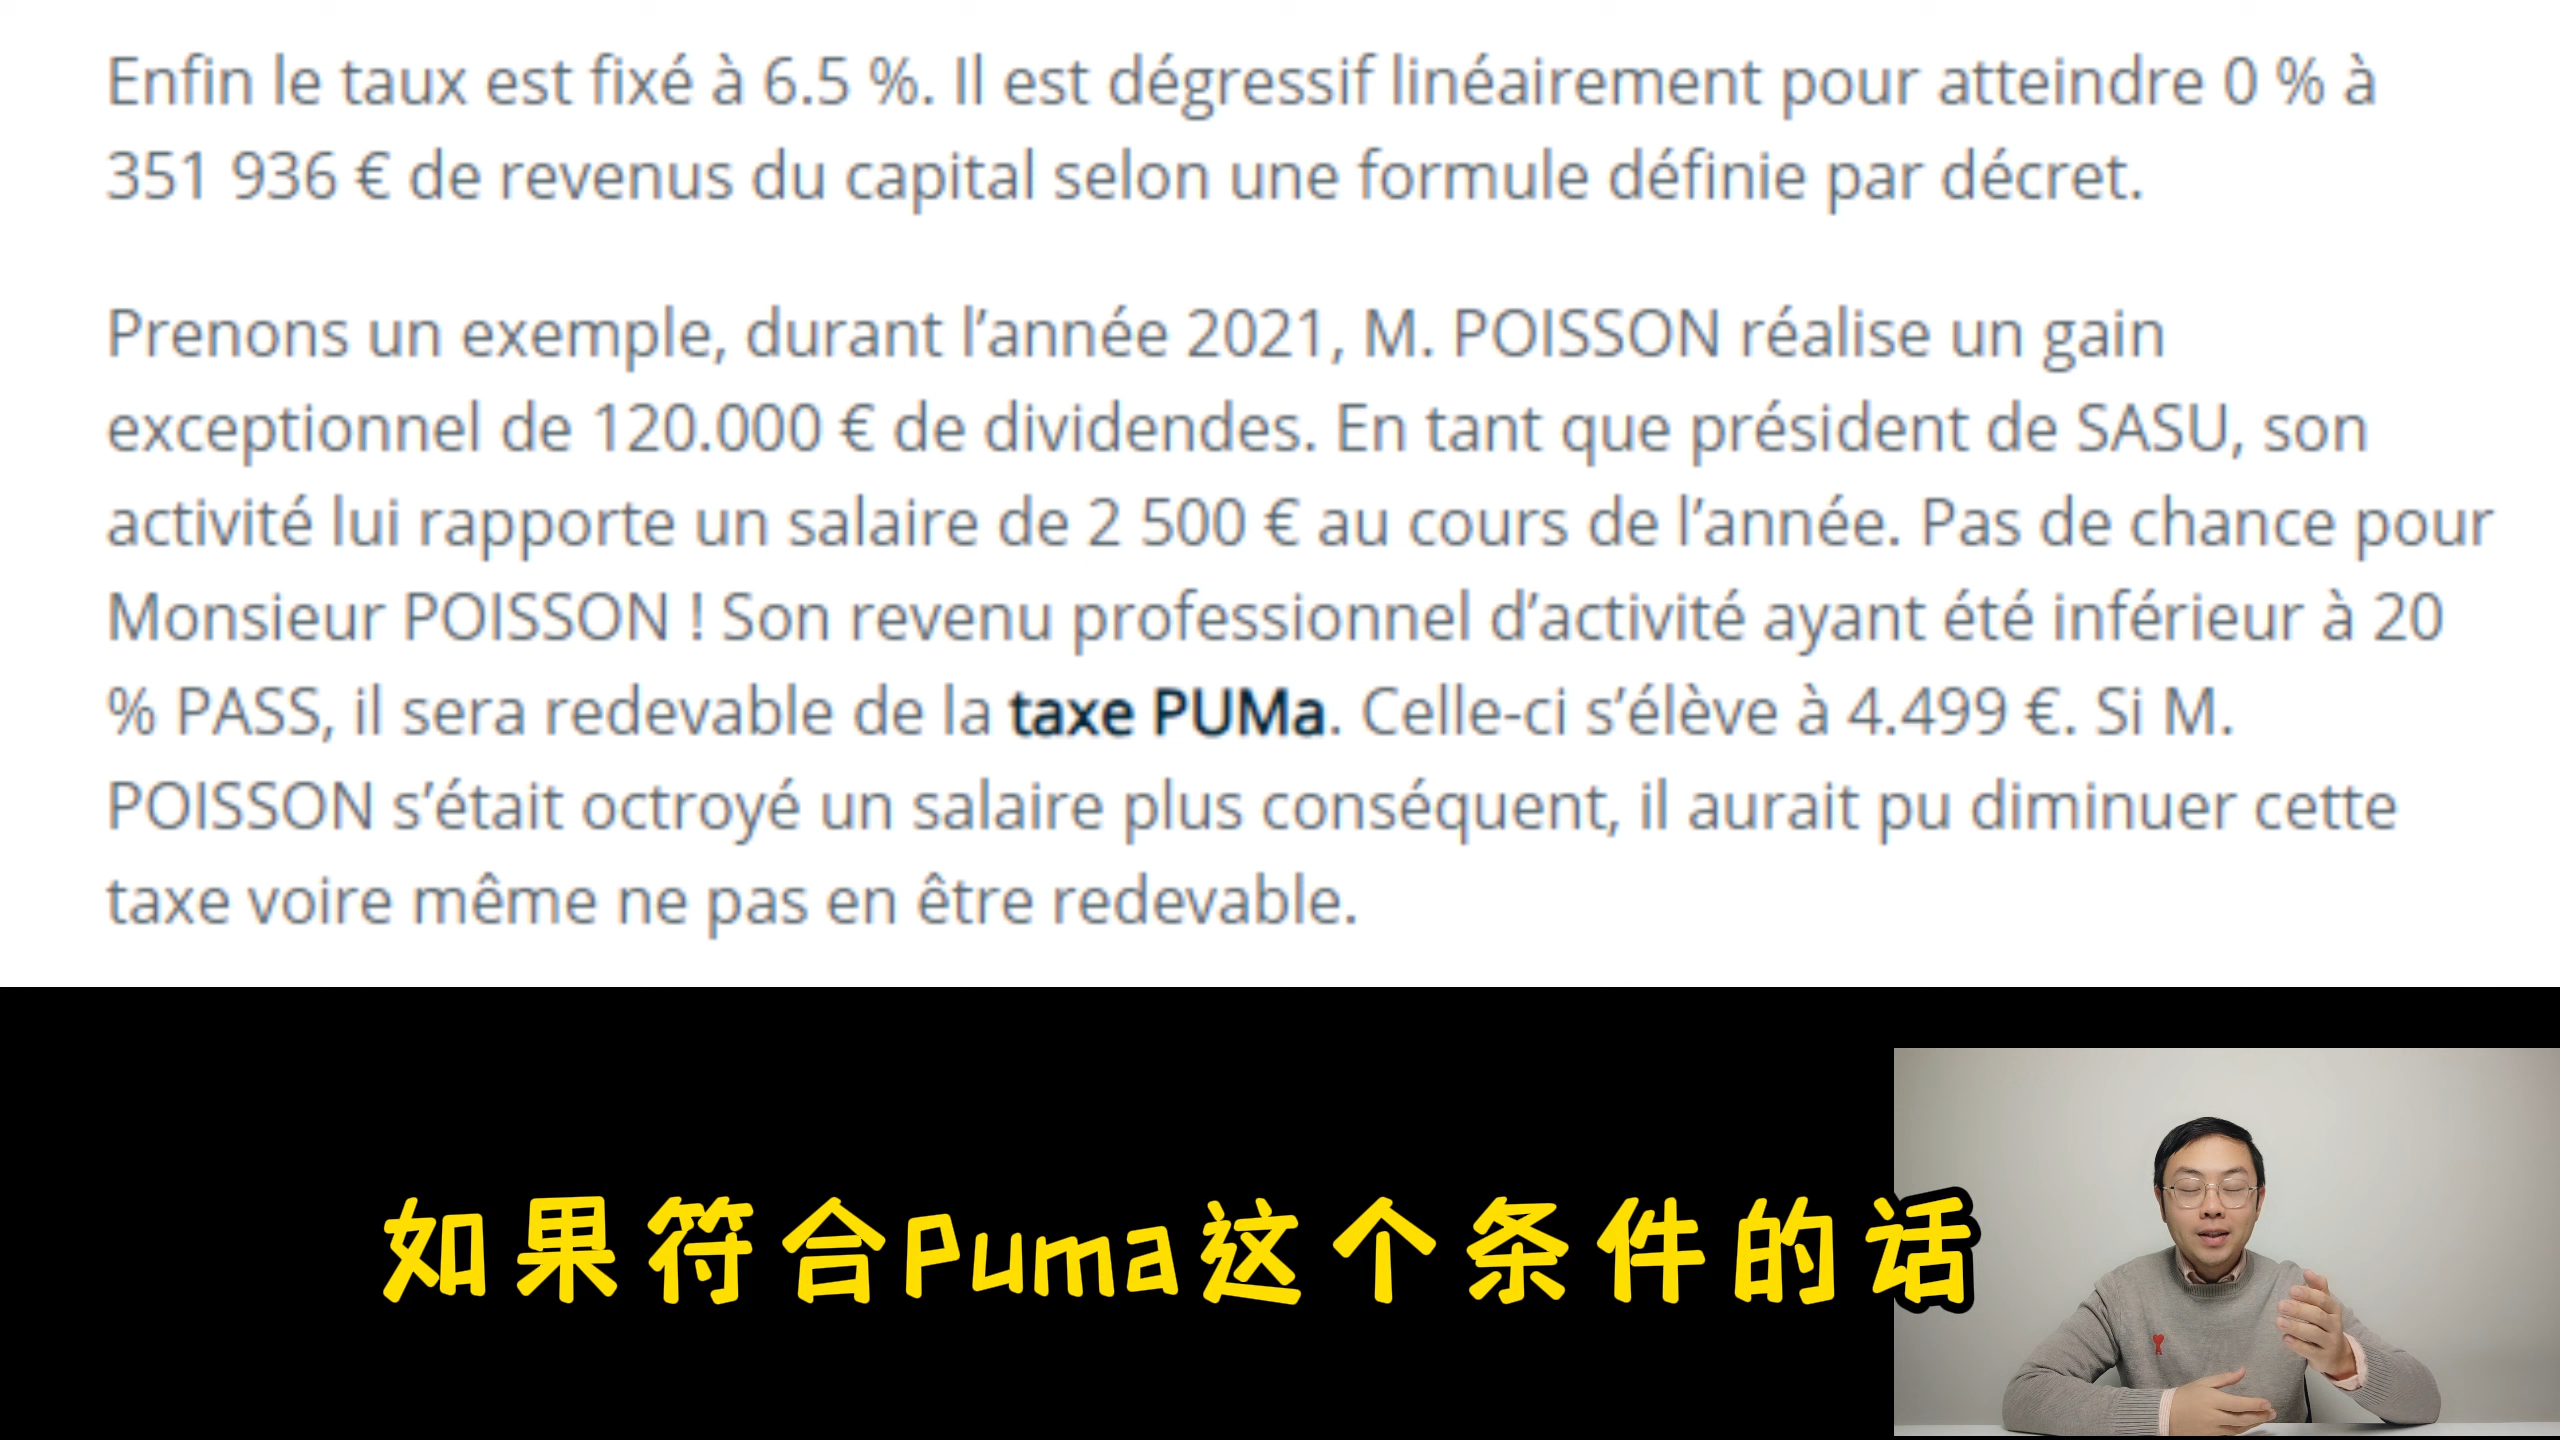 Enfin le taux est fixé à 6.5 %. Il est dégressif linéairement pour atteindre 0 % à
351 936 € de revenus du capital selon une formule définie par décret.
Prenons un exemple, durant l’année 2021, M. POISSON réalise un gain
exceptionnel de 120.000 € de dividendes. En tant que président de SASU, son
activité lui rapporte un salaire de 2 500 € au cours de l’année. Pas de chance pour
Monsieur POISSON ! Son revenu professionnel d’activité ayant été inférieur à 20
% PASS, il sera redevable de la taxe PUMa. Celle-ci s’élève à 4.499 €. Si M.
POISSON s’était octroyé un salaire plus conséquent, il aurait pu diminuer cette
taxe voire même ne pas en être redevable.
如果符合Puma这个条件的话